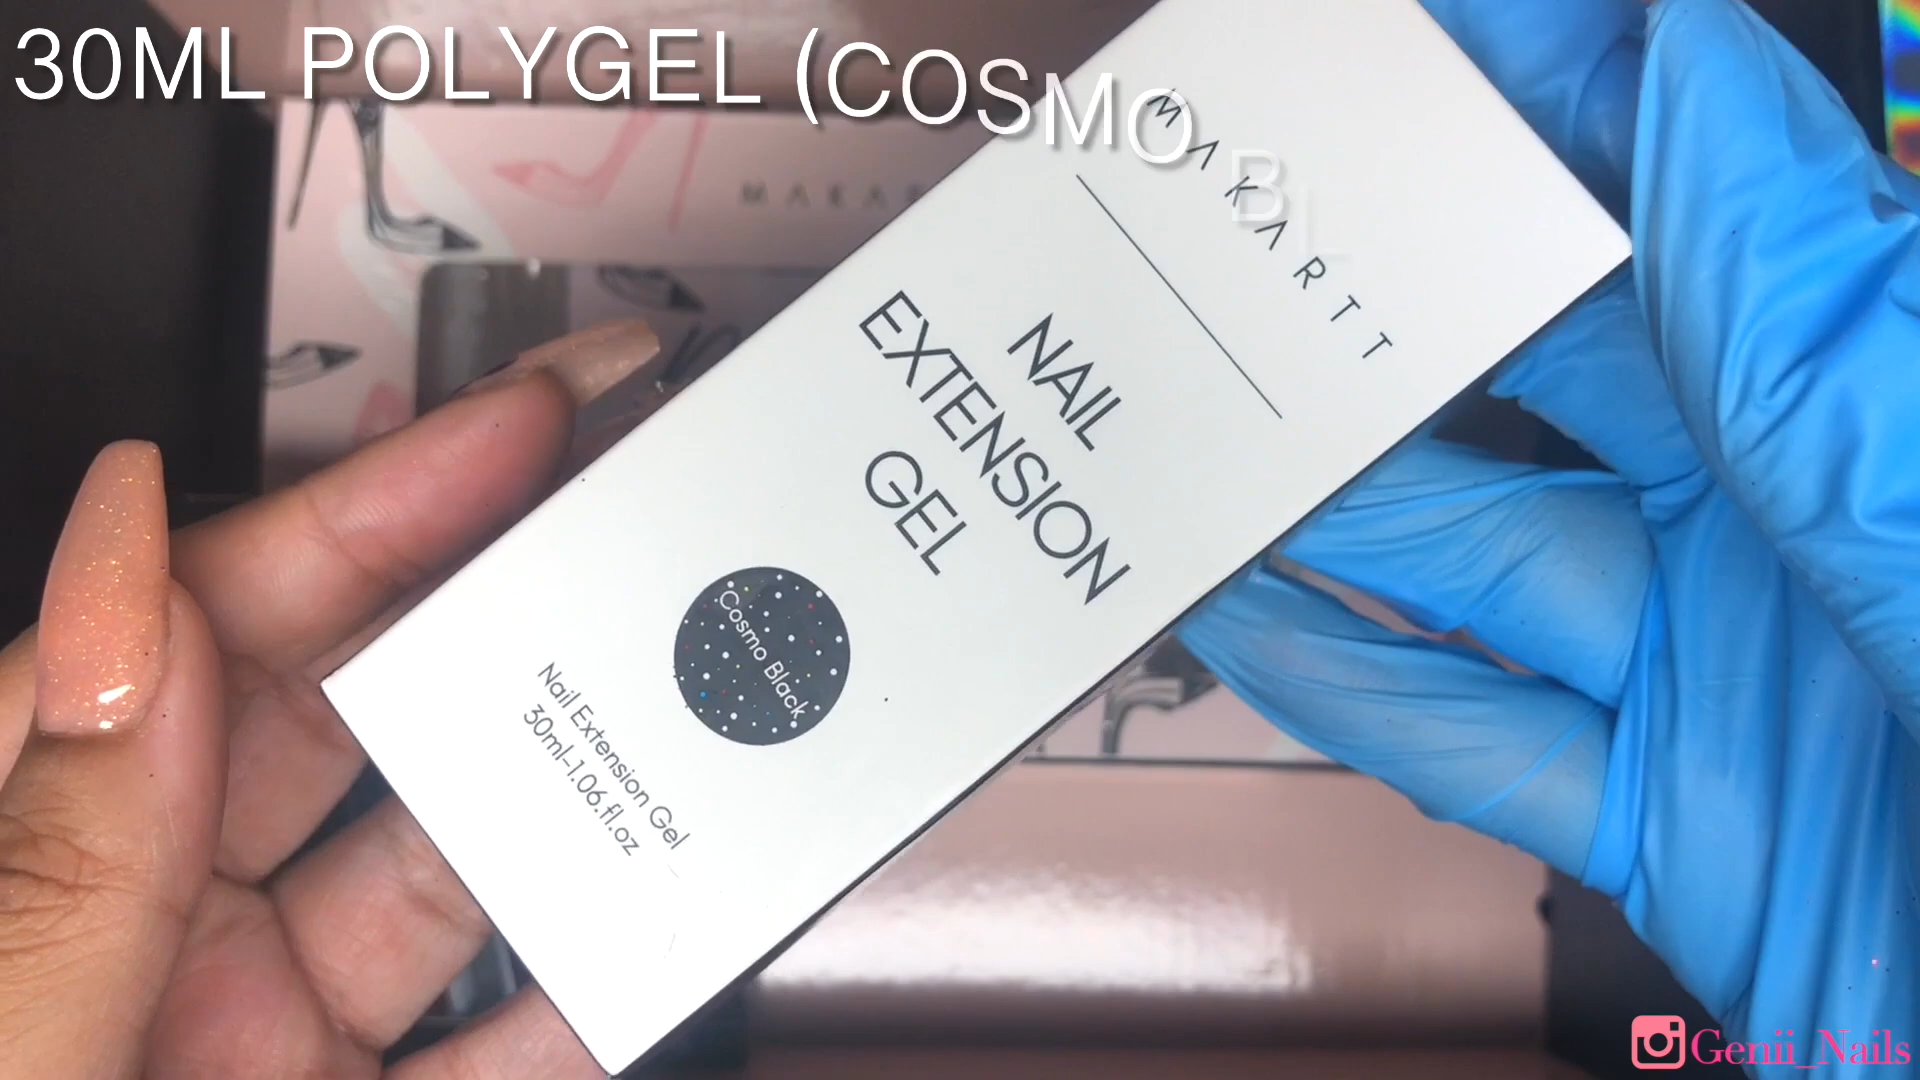 30ML POLYGEL (COSMO BL
MAKARTT
NAIL
EXTENSION
GEL
Cosmo Black
Nail Extension Gel
30ml-1.06.fl.oz
MAKA
Genii_Nails